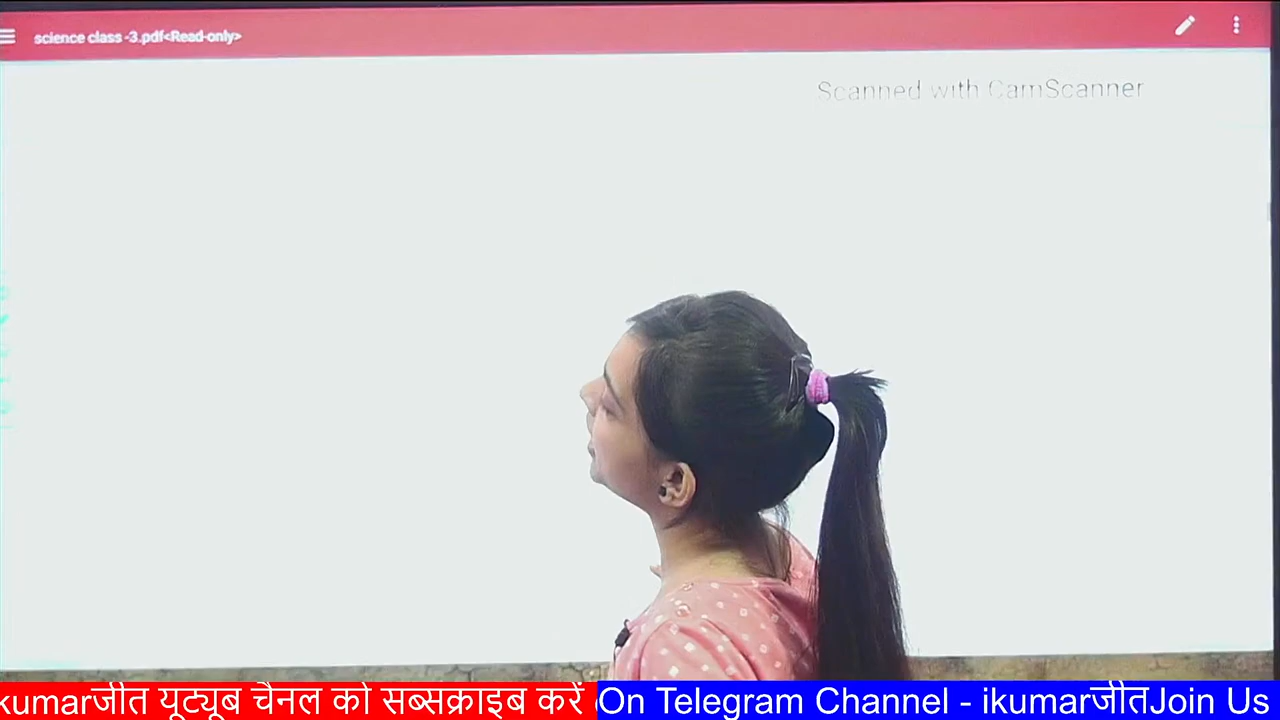 science class -3.pdf<Read-only>
Scanned with CamScanner
kumarजीत यूट्यूब चैनल को सब्सक्राइब करें
On Telegram Channel - ikumarजीतJoin Us